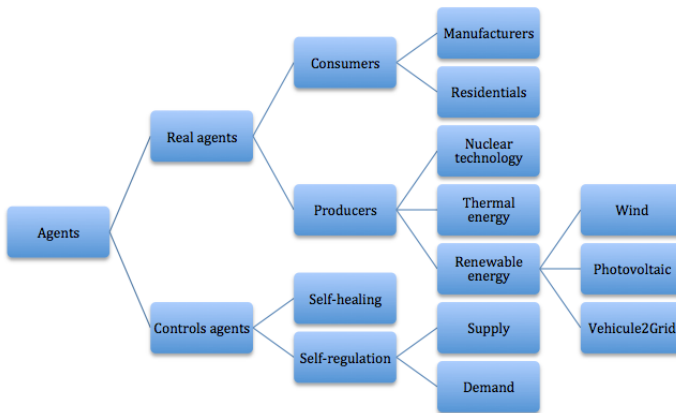 Manufacturers
Consumers
Residentials
Real agents
Nuclear
technology
Producers
Thermal
energy
Wind
Agents
Renewable
energy
Photovoltaic
Self-healing
Controls agents
Supply
Vehicule2Grid
Self-regulation
Demand